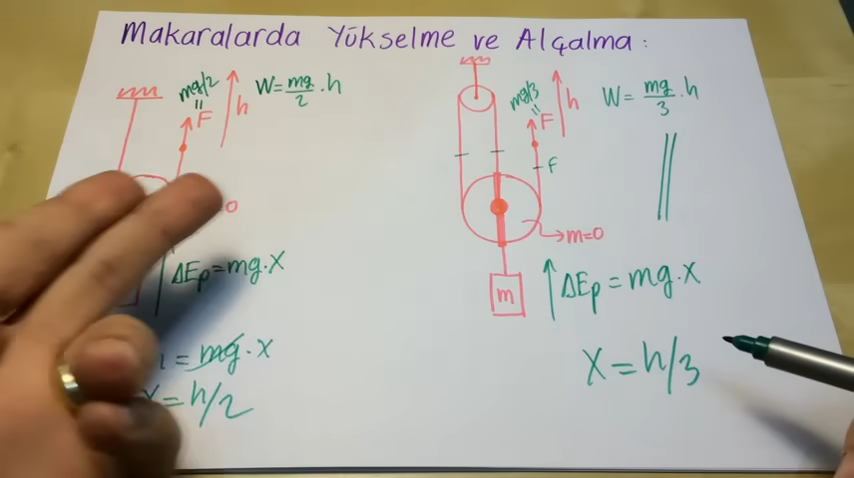 Makaralarda Yükselme ve Alçalma:
mg/2
=
F
h
W=mg/2 . h
ΔEp=mg.X
= mg.X
X=h/2
mg/3
=
F
h
W= mg/3 . h
F
m=0
m
ΔEp=mg.X
X=h/3